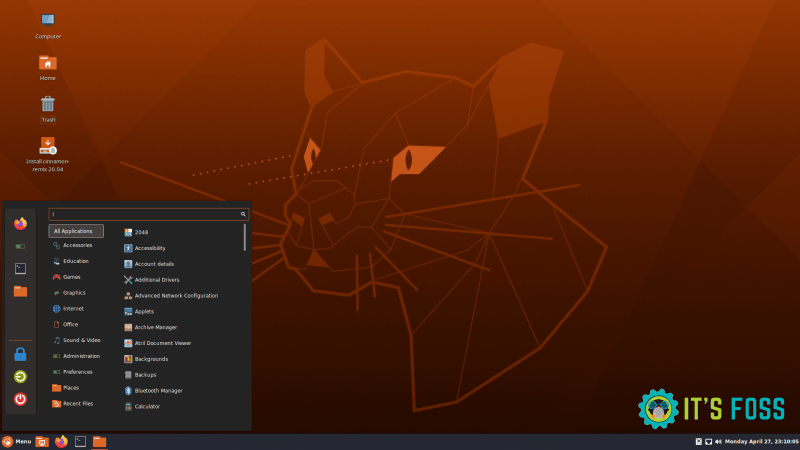 Computer
Home
Trash
Install cinnamon-
remix 20.04
All Applications
Accessories
Education
Games
Graphics
Internet
Office
Sound & Video
Administration
Preferences
Places
Recent Files
2048
Accessibility
Account details
Additional Drivers
Advanced Network Configuration
Applets
Archive Manager
Atril Document Viewer
Backgrounds
Backups
Bluetooth Manager
Calculator
IT'S FOSS
Menu
Monday April 27, 23:10:05